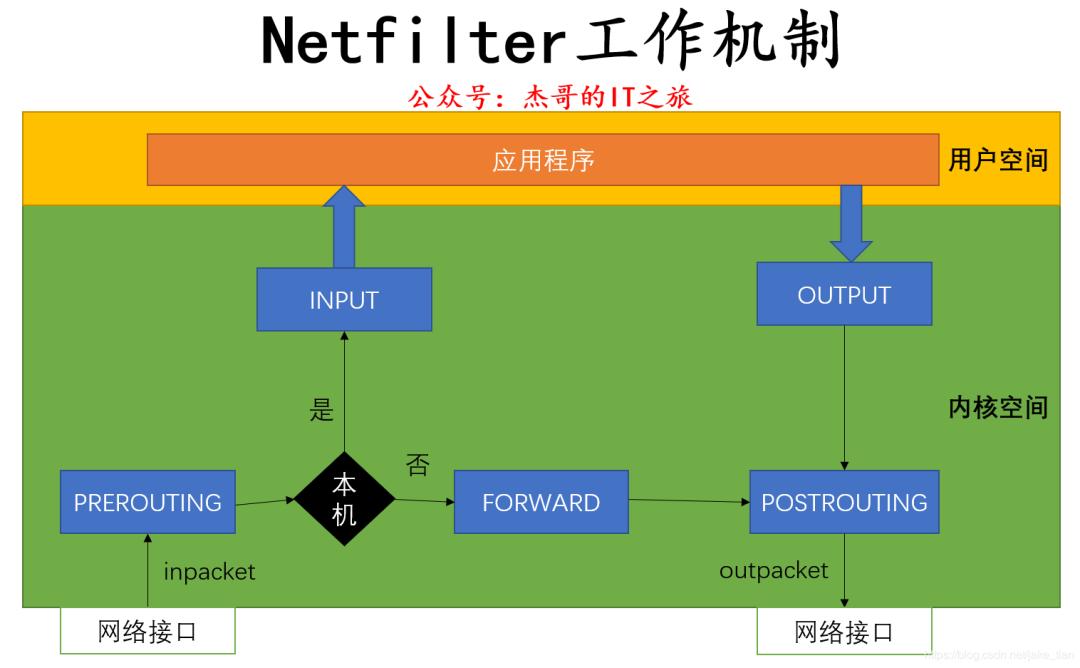 Netfilter工作机制
公众号：杰哥的IT之旅
应用程序
用户空间
INPUT
OUTPUT
是
内核空间
否
本
机
PREROUTING
FORWARD
POSTROUTING
inpacket
outpacket
网络接口
网络接口
https://blog.csdn.net/jake_tian